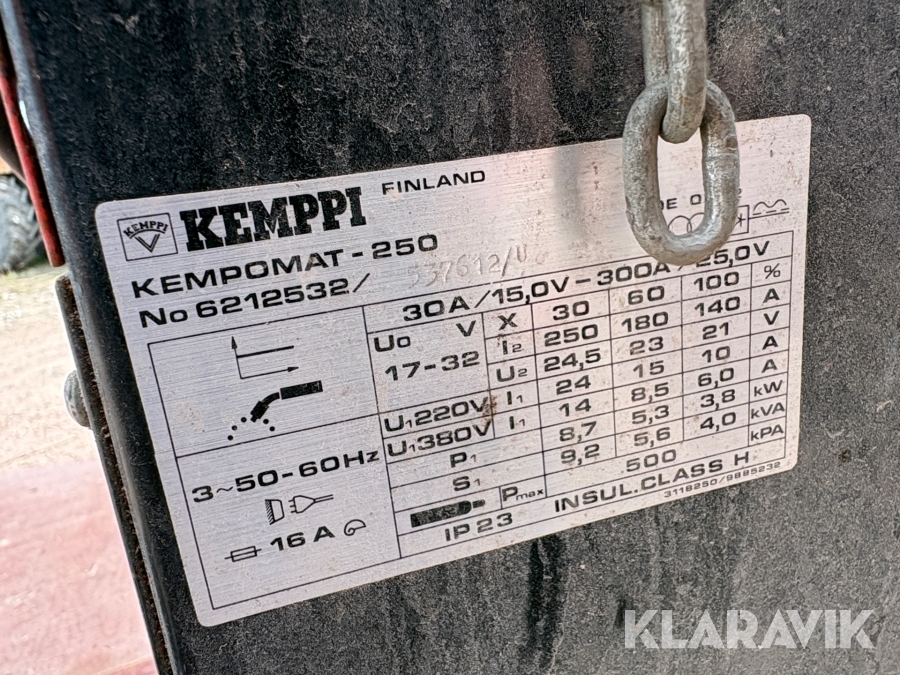 KEMPPI KEMPPI FINLAND
KEMPOMAT-250
No 6212532/
30A/15,0V-300A/25,0V
Uo V X 30 60 100 %
17-32 I2 250 180 140 A
U2 24,5 23 21 V
U1 220V I1 24 15 10 A
U1 380V I1 14 8,5 6,0 A
P1 8,7 5,3 3,8 kW
S1 9,2 5,6 4,0 kVA
Pmax 500 kPA
3~50-60Hz
16 A
IP 23 INSUL.CLASS H
3118250/9895232
KLARAVIK